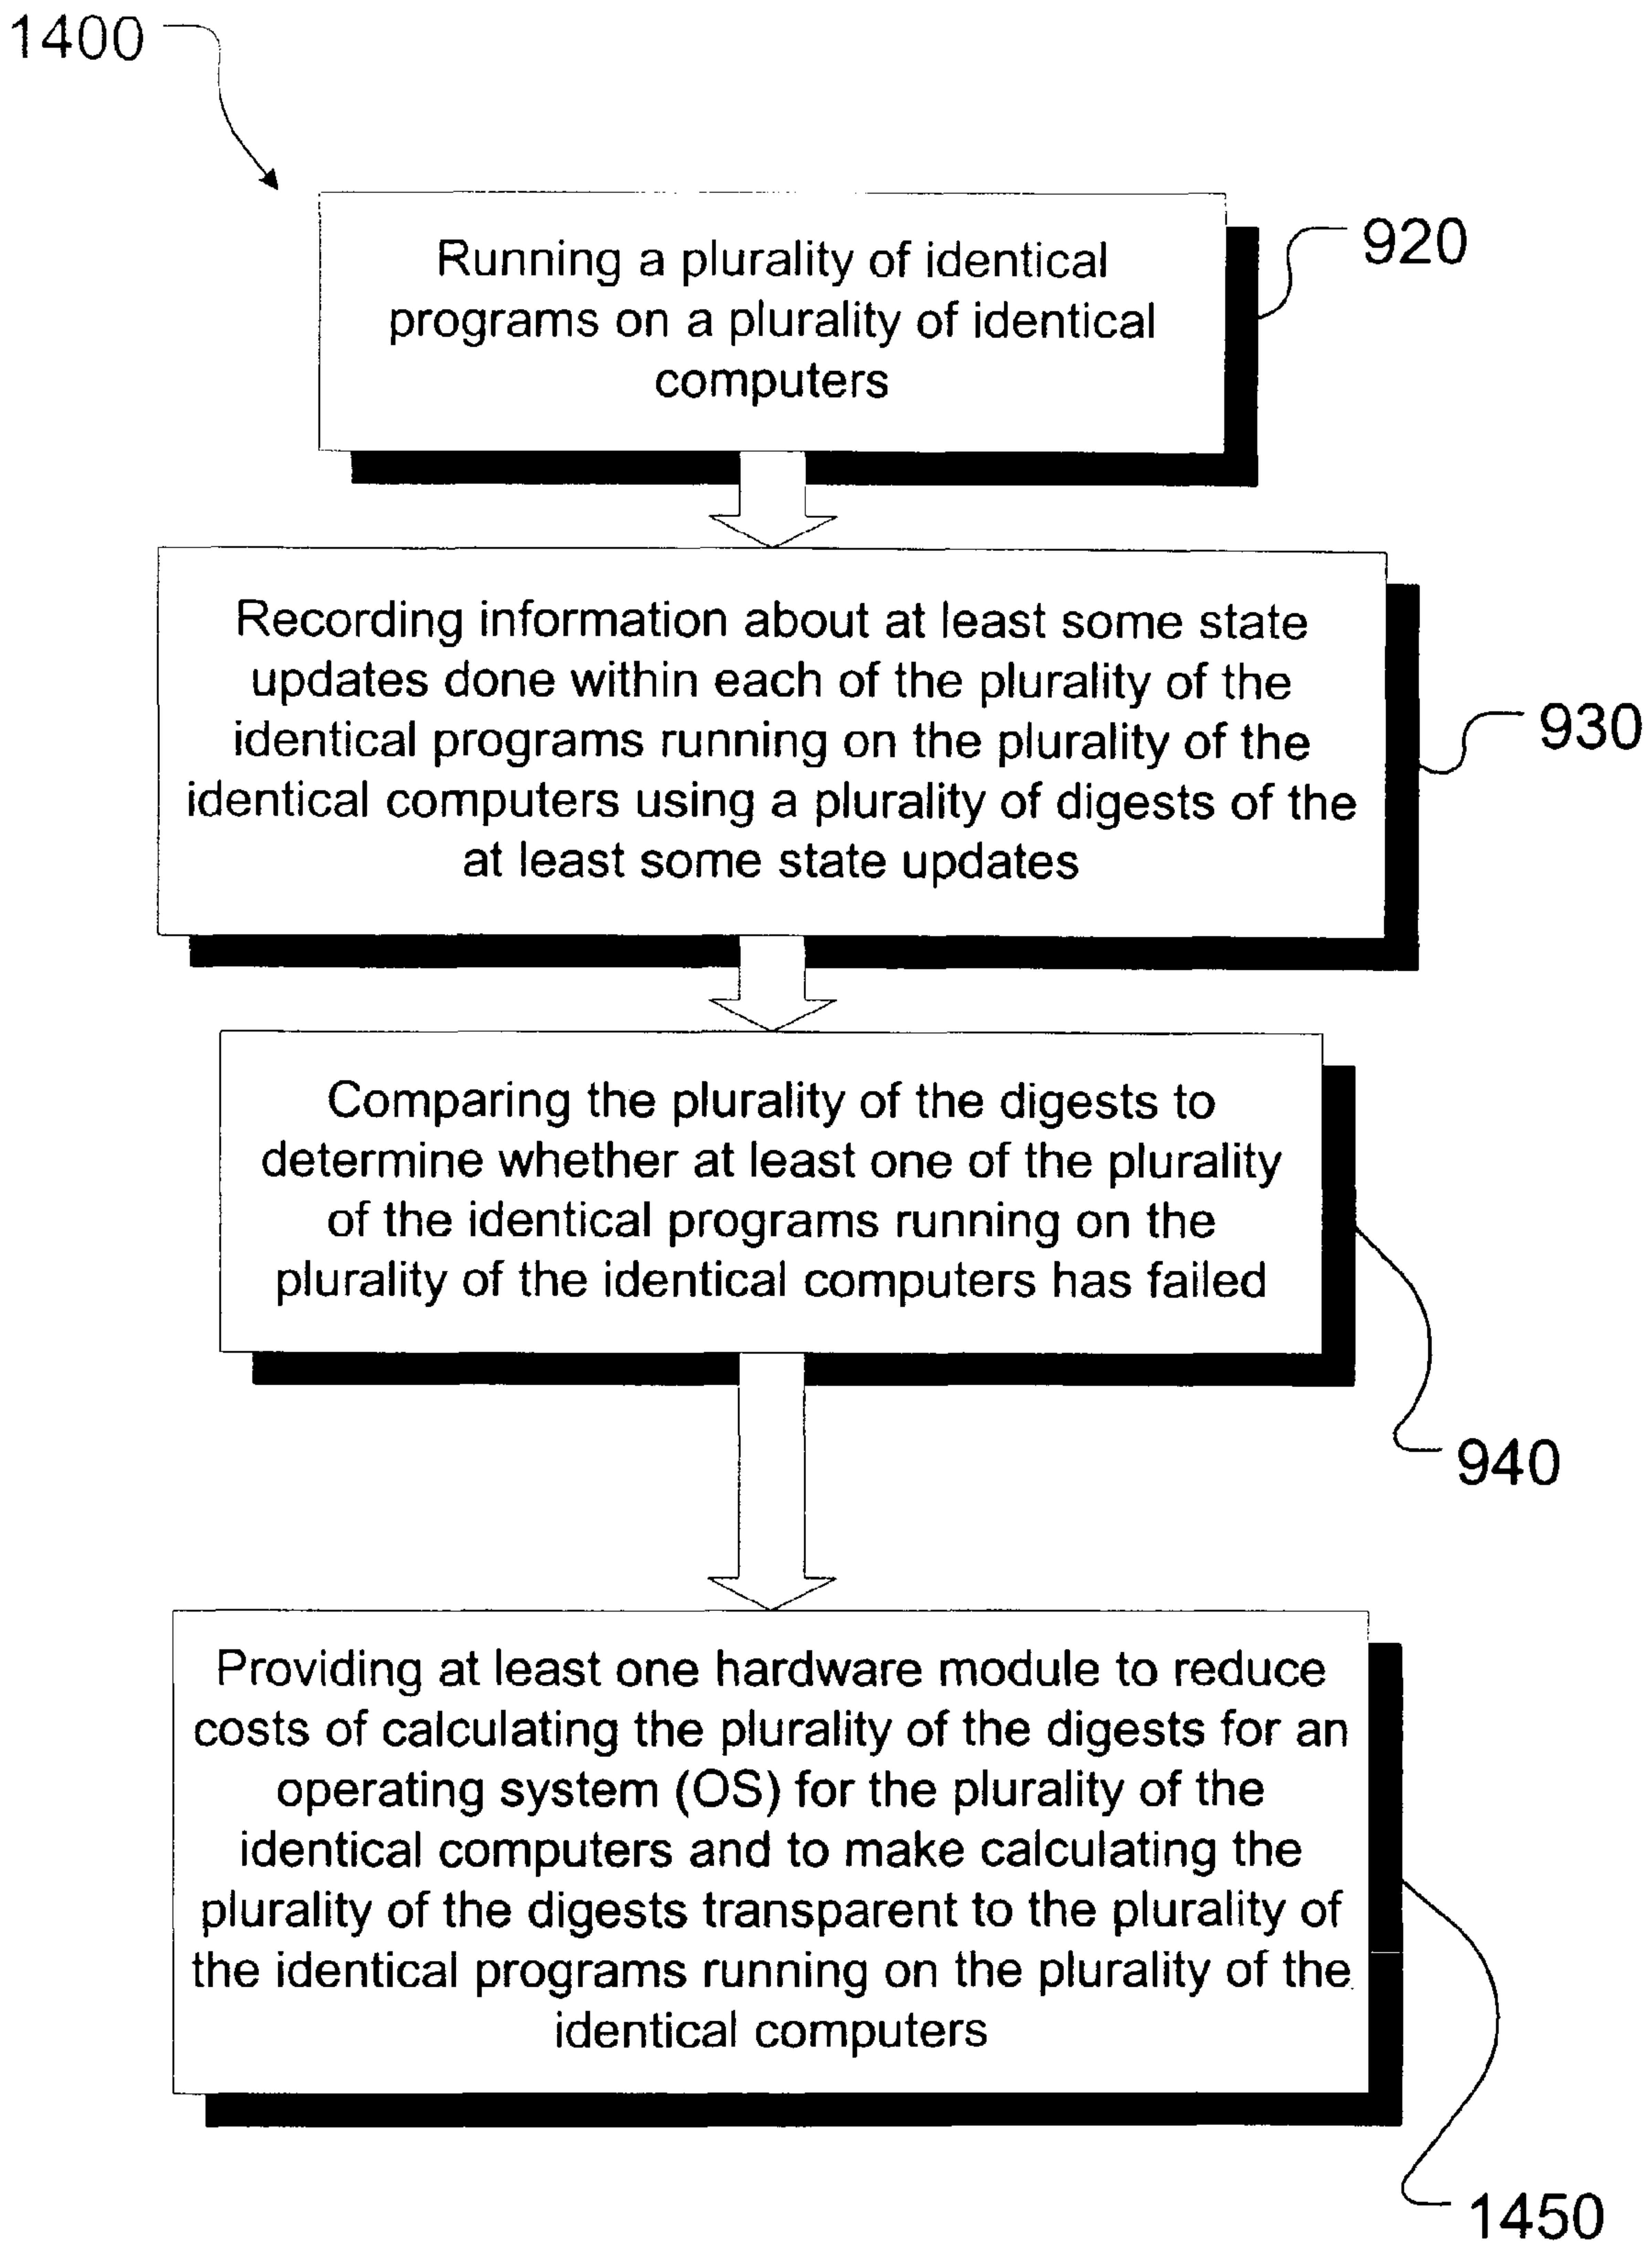 1400
Running a plurality of identical
programs on a plurality of identical
computers
920
Recording information about at least some state
updates done within each of the plurality of the
identical programs running on the plurality of the
identical computers using a plurality of digests of the
at least some state updates
930
Comparing the plurality of the digests to
determine whether at least one of the plurality
of the identical programs running on the
plurality of the identical computers has failed
940
Providing at least one hardware module to reduce
costs of calculating the plurality of the digests for an
operating system (OS) for the plurality of the
identical computers and to make calculating the
plurality of the digests transparent to the plurality of
the identical programs running on the plurality of the
identical computers
1450